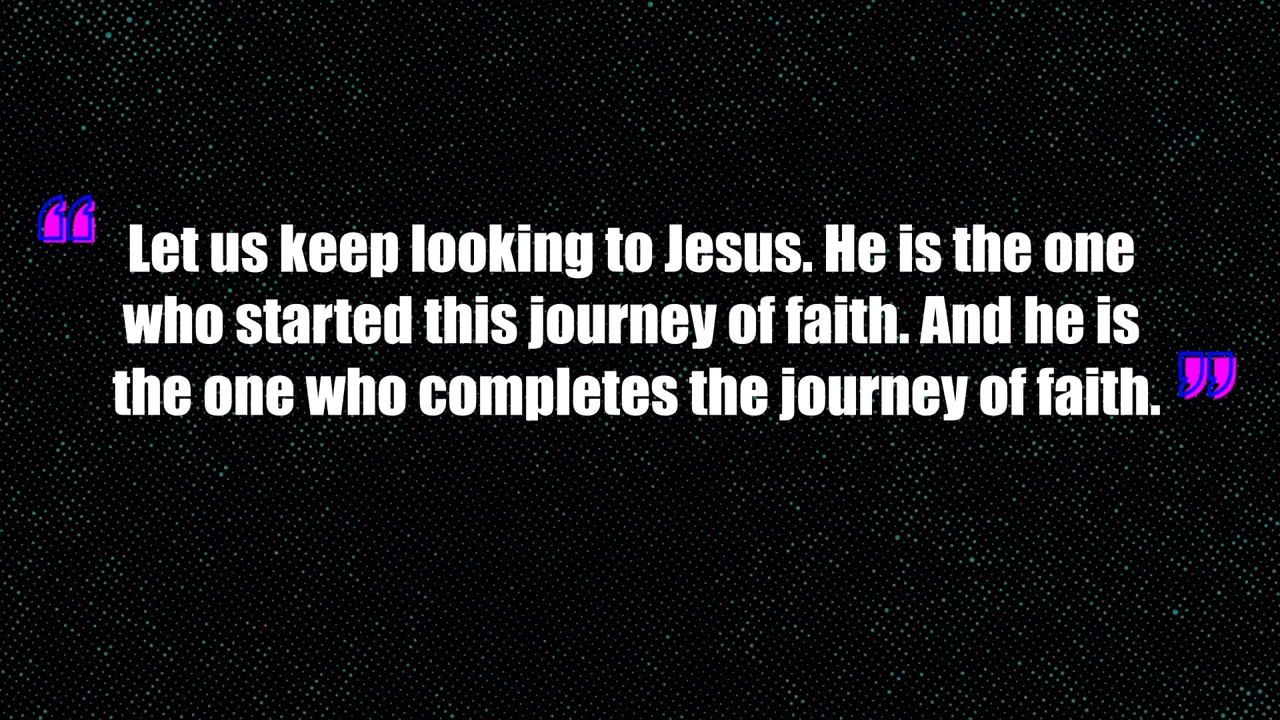 “Let us keep looking to Jesus. He is the one
who started this journey of faith. And he is
the one who completes the journey of faith.”